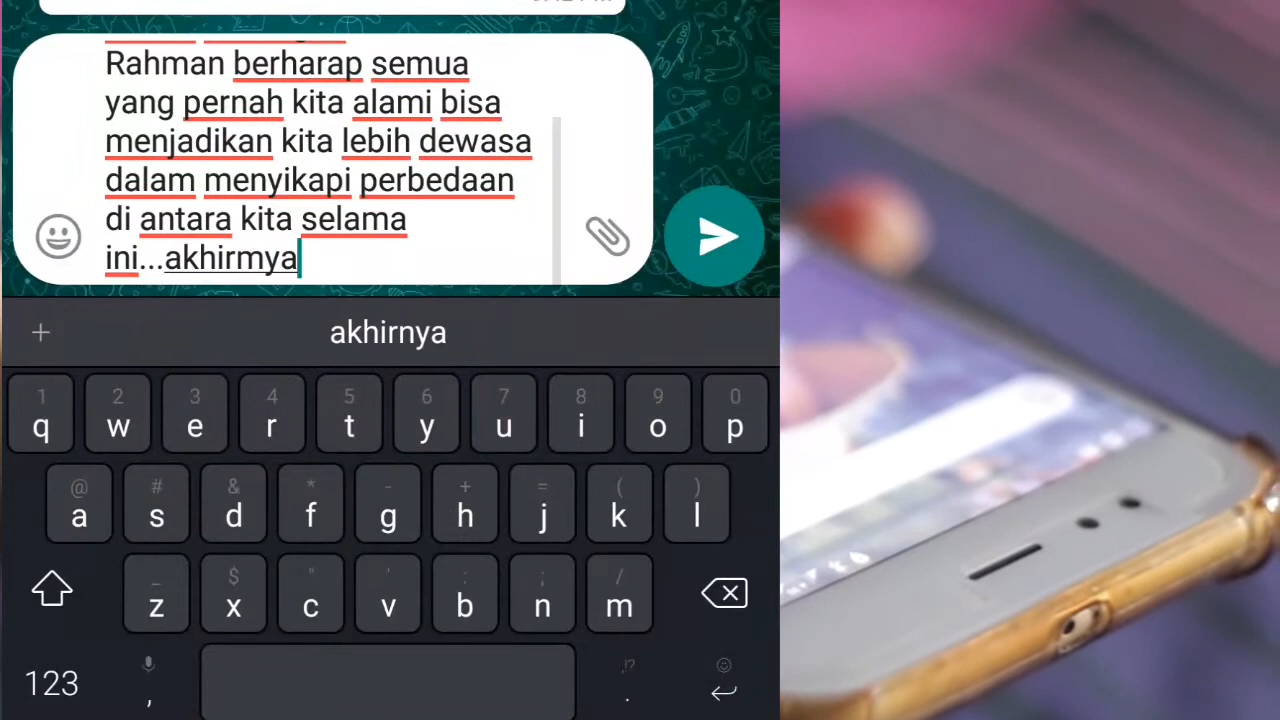 Rahman berharap semua
yang pernah kita alami bisa
menjadikan kita lebih dewasa
dalam menyikapi perbedaan
di antara kita selama
ini...akhirmya
+ akhirnya
1 2 3 4 5 6 7 8 9 0
q w e r t y u i o p
@ # & * - + = ( )
a s d f g h j k l
_ $ " ' : ; /
z x c v b n m
123 , ,!? .